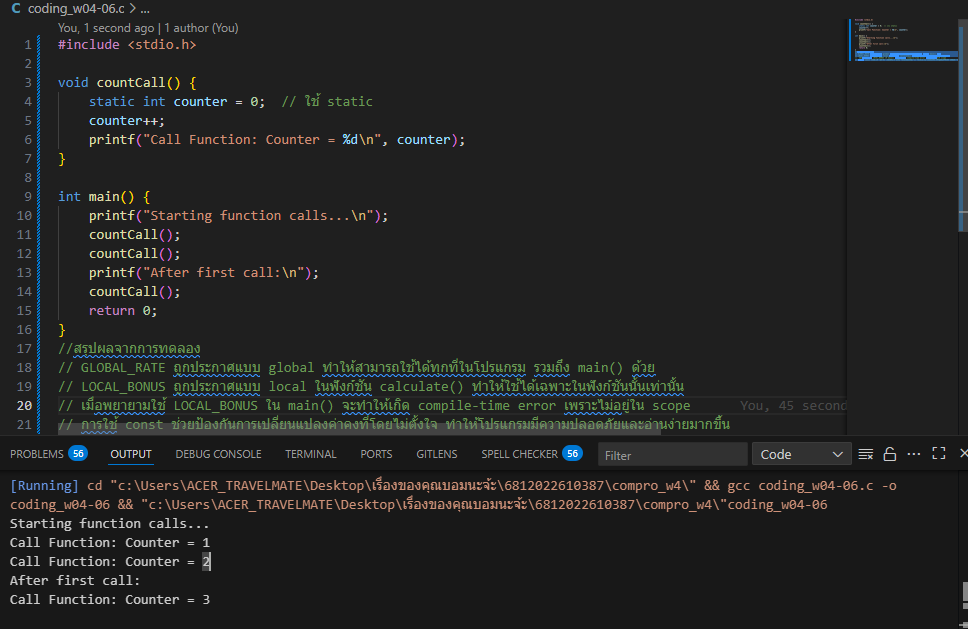 coding_w04-06.c > ...
You, 1 second ago | 1 author (You)
1 #include <stdio.h>
2
3 void countCall() {
4 static int counter = 0;  // ใช้ static
5 counter++;
6 printf("Call Function: Counter = %d\n", counter);
7 }
8
9 int main() {
10 printf("Starting function calls...\n");
11 countCall();
12 countCall();
13 printf("After first call:\n");
14 countCall();
15 return 0;
16 }
17 //สรุปผลจากการทดลอง
18 // GLOBAL_RATE ถูกประกาศแบบ global ทำให้สามารถใช้ได้ทุกที่ในโปรแกรม รวมถึง main() ด้วย
19 // LOCAL_BONUS ถูกประกาศแบบ local ในฟังก์ชัน calculate() ทำให้ใช้ได้เฉพาะในฟังก์ชันนั้นเท่านั้น
20 // เมื่อพยายามใช้ LOCAL_BONUS ใน main() จะทำให้เกิด compile-time error เพราะไม่อยู่ใน scope You, 45 second
21 // การใช้ const ช่วยป้องกันการเปลี่ยนแปลงค่าคงที่โดยไม่ตั้งใจ ทำให้โปรแกรมมีความปลอดภัยและอ่านง่ายมากขึ้น
PROBLEMS 56 OUTPUT DEBUG CONSOLE TERMINAL PORTS GITLENS SPELL CHECKER 56 Filter Code
[Running] cd "c:\Users\ACER_TRAVELMATE\Desktop\เรื่องของคุณบอมนะจ้ะ\6812022610387\compro_w4\" && gcc coding_w04-06.c -o
coding_w04-06 && "c:\Users\ACER_TRAVELMATE\Desktop\เรื่องของคุณบอมนะจ้ะ\6812022610387\compro_w4\"coding_w04-06
Starting function calls...
Call Function: Counter = 1
Call Function: Counter = 2
After first call:
Call Function: Counter = 3